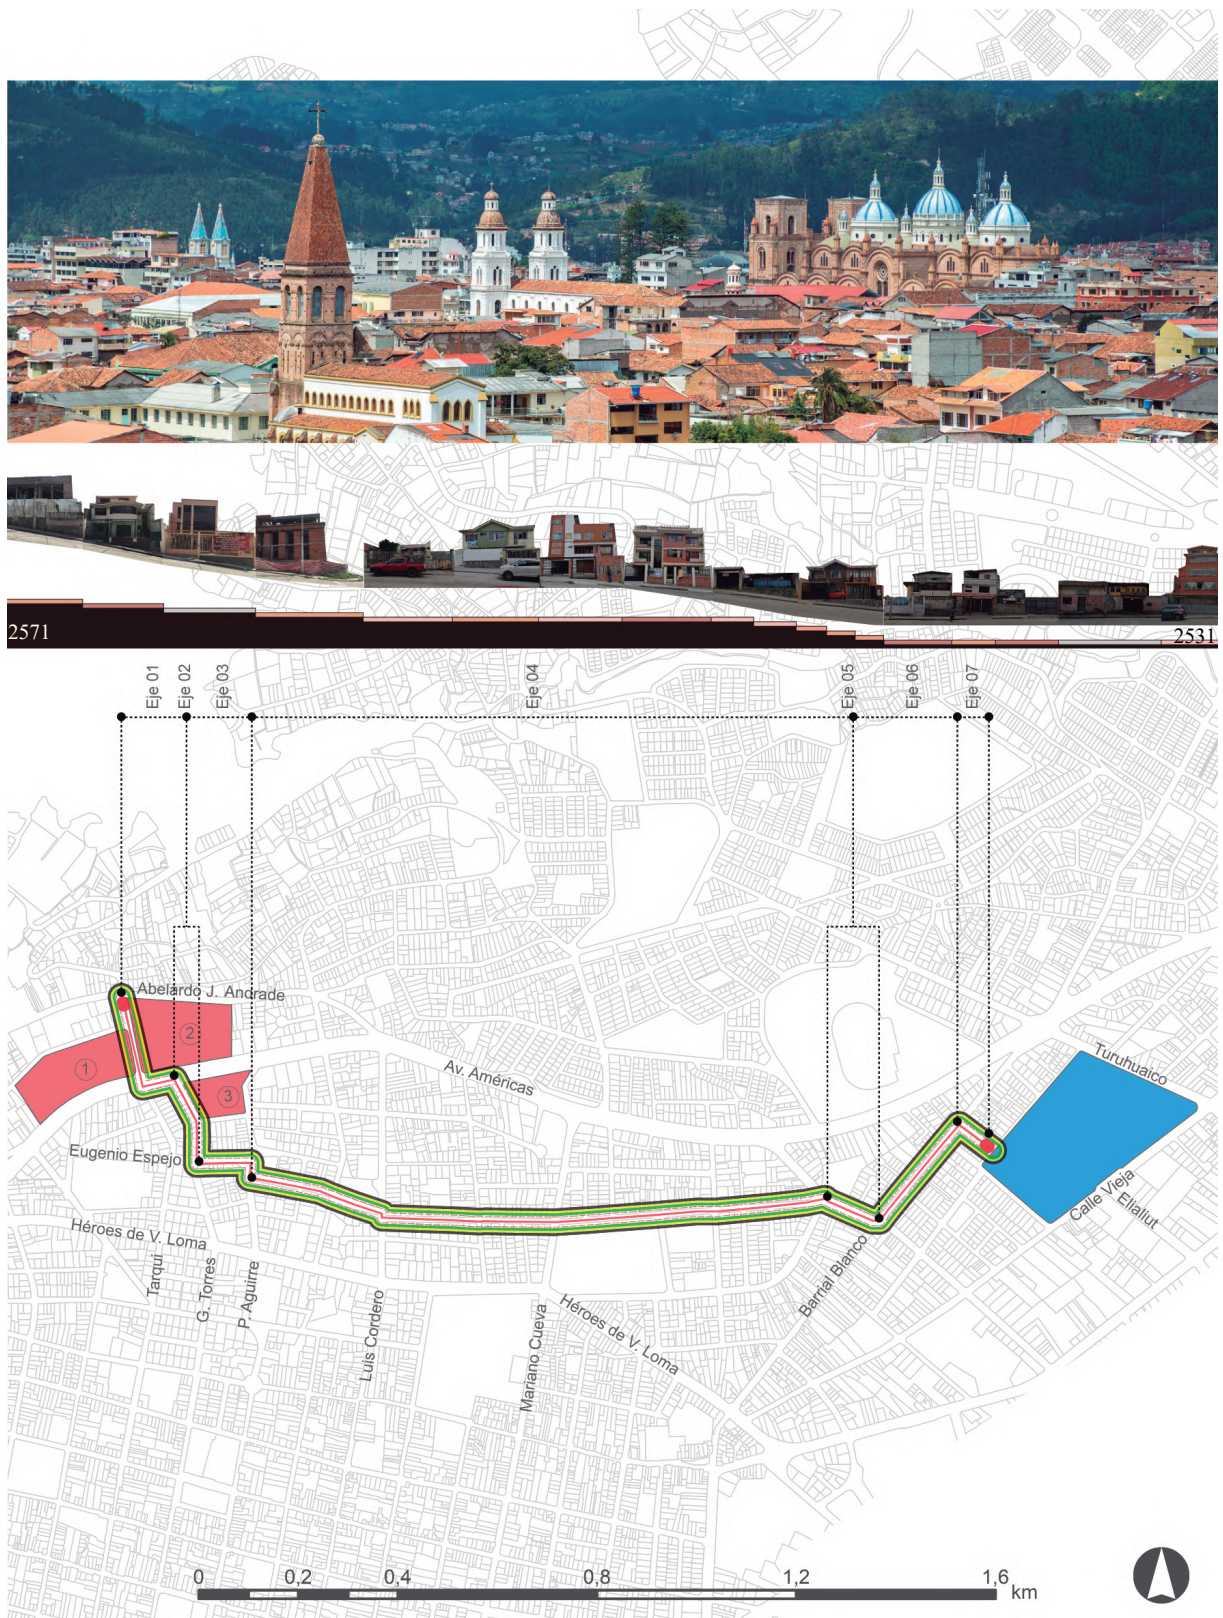 2571
2531
Eje 01
Eje 02
Eje 03
Eje 04
Eje 05
Eje 06
Eje 07
Abelardo J. Andrade
2
1
3
Av. Américas
Turuhuaico
Eugenio Espejo
Calle Vieja
Elialiut
Héroes de V. Loma
Tarqui
G. Torres
P. Aguirre
Luis Cordero
Mariano Cueva
Héroes de V. Loma
Barrial Blanco
0 0,2 0,4 0,8 1,2 1,6 km